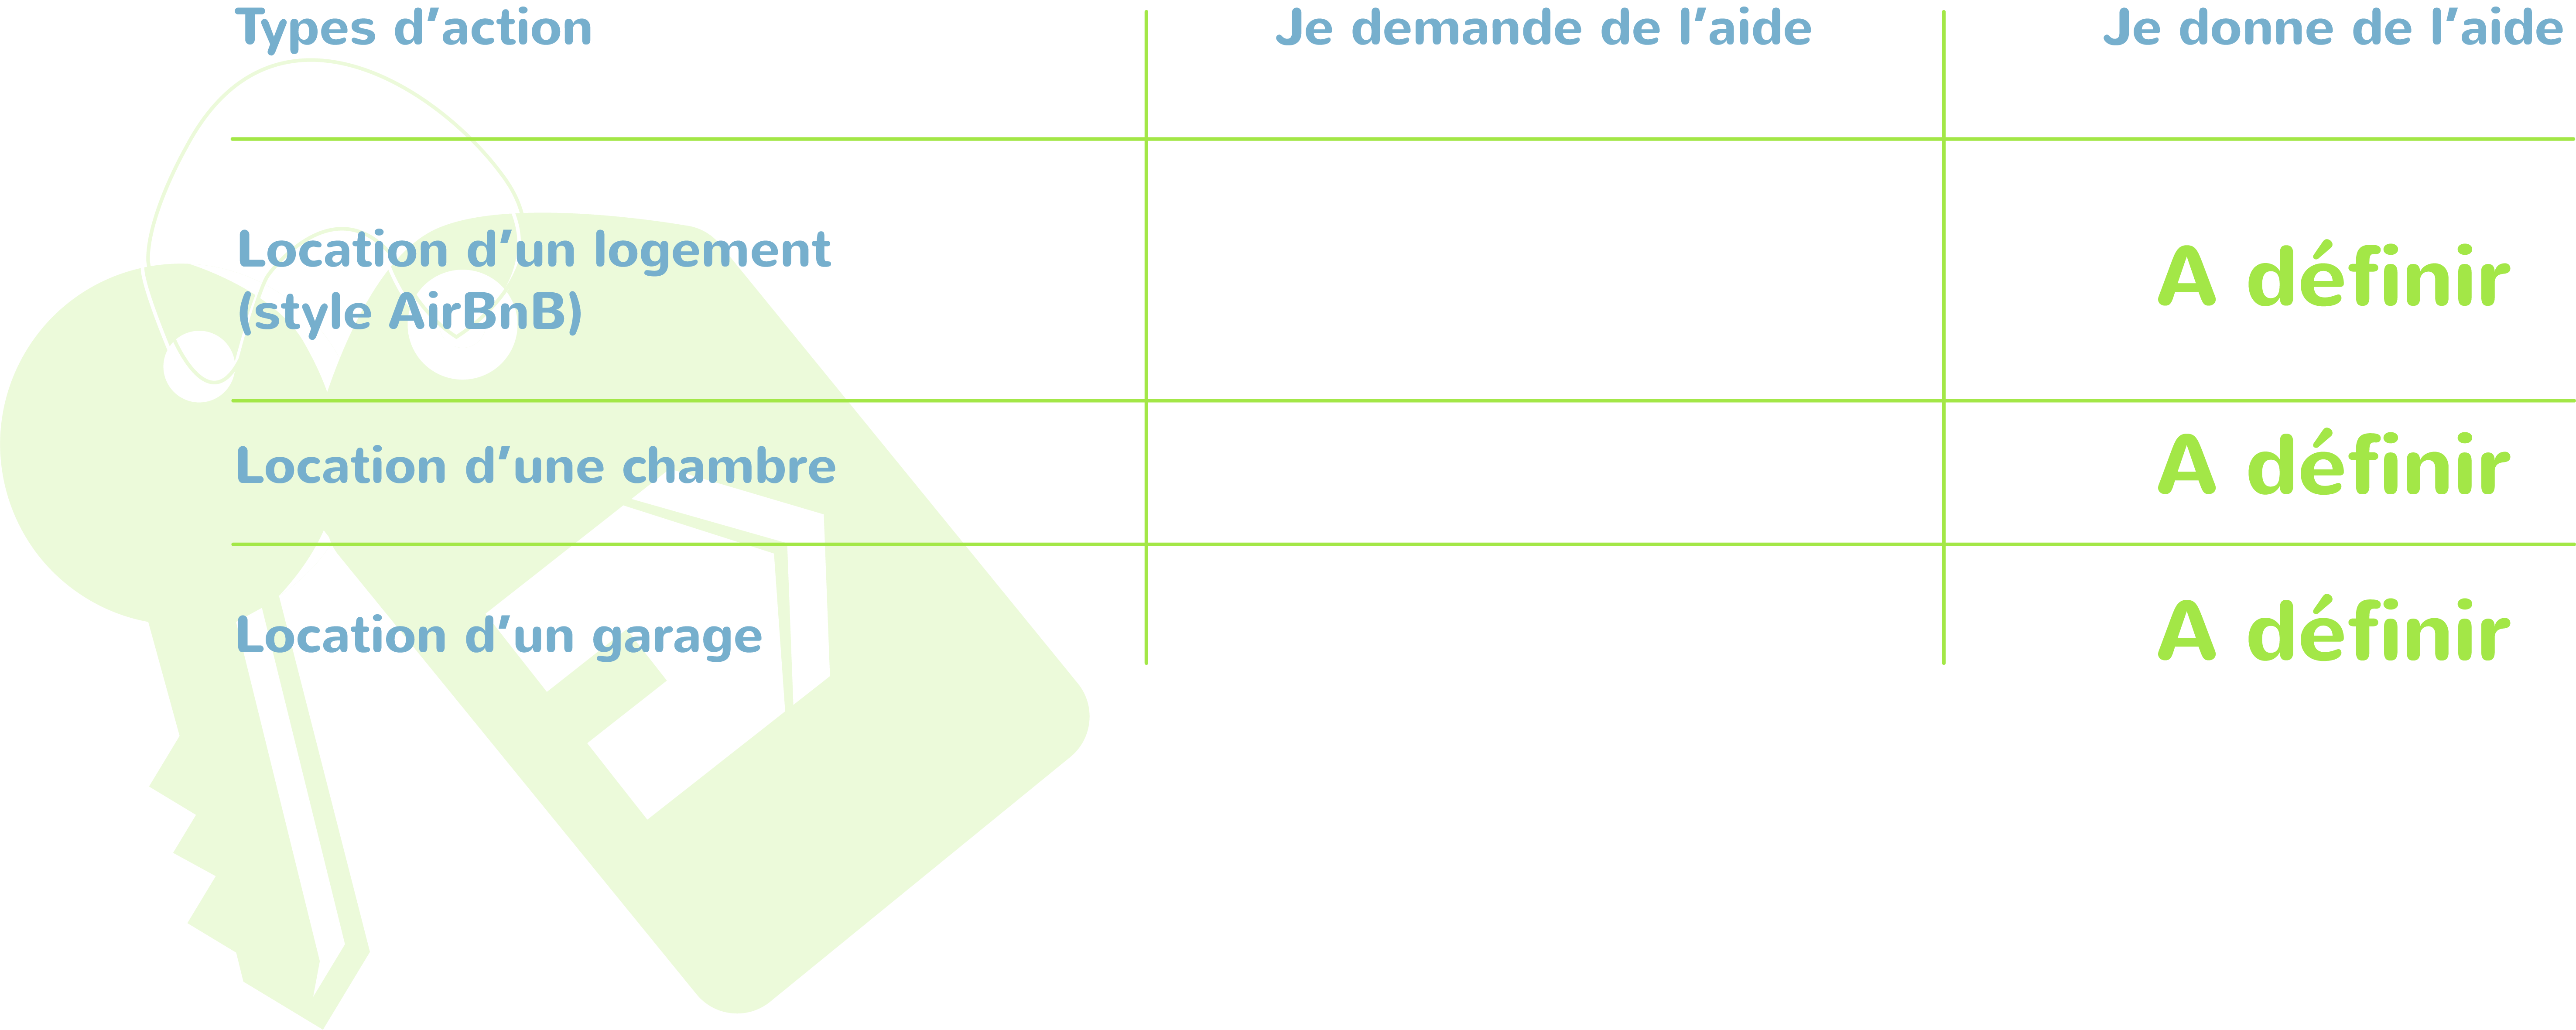 Types d’action
Je demande de l’aide
Je donne de l’aide
Location d’un logement
(style AirBnB)
A définir
Location d’une chambre
A définir
Location d’un garage
A définir